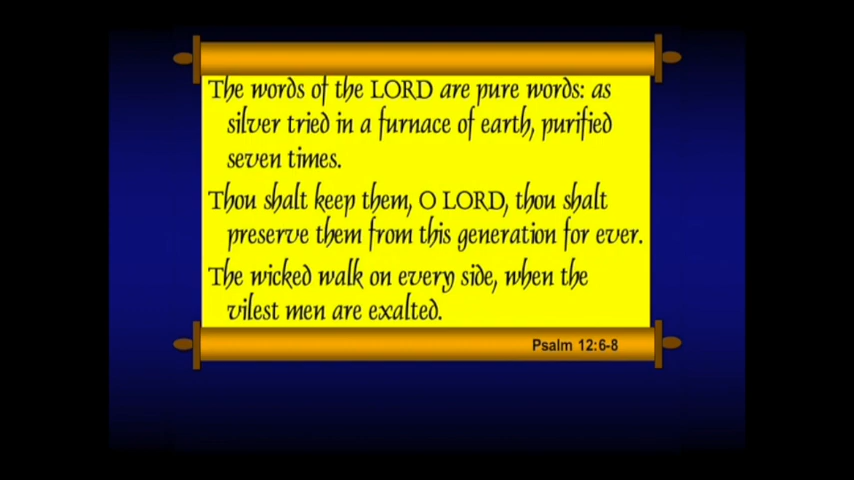 The words of the LORD are pure words: as
silver tried in a furnace of earth, purified
seven times.
Thou shalt keep them, O LORD, thou shalt
preserve them from this generation for ever.
The wicked walk on every side, when the
vilest men are exalted.
Psalm 12:6-8